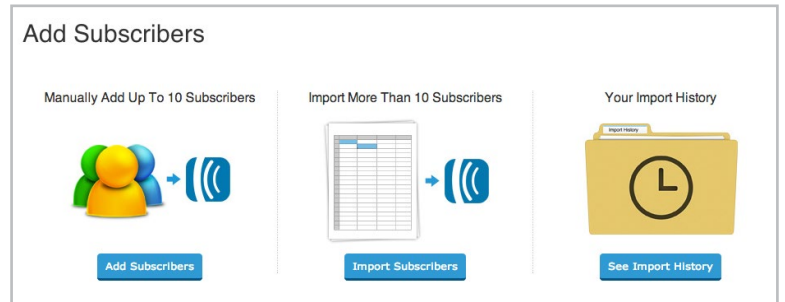 Add Subscribers
Manually Add Up To 10 Subscribers
Import More Than 10 Subscribers
Your Import History
Import History
Add Subscribers
Import Subscribers
See Import History